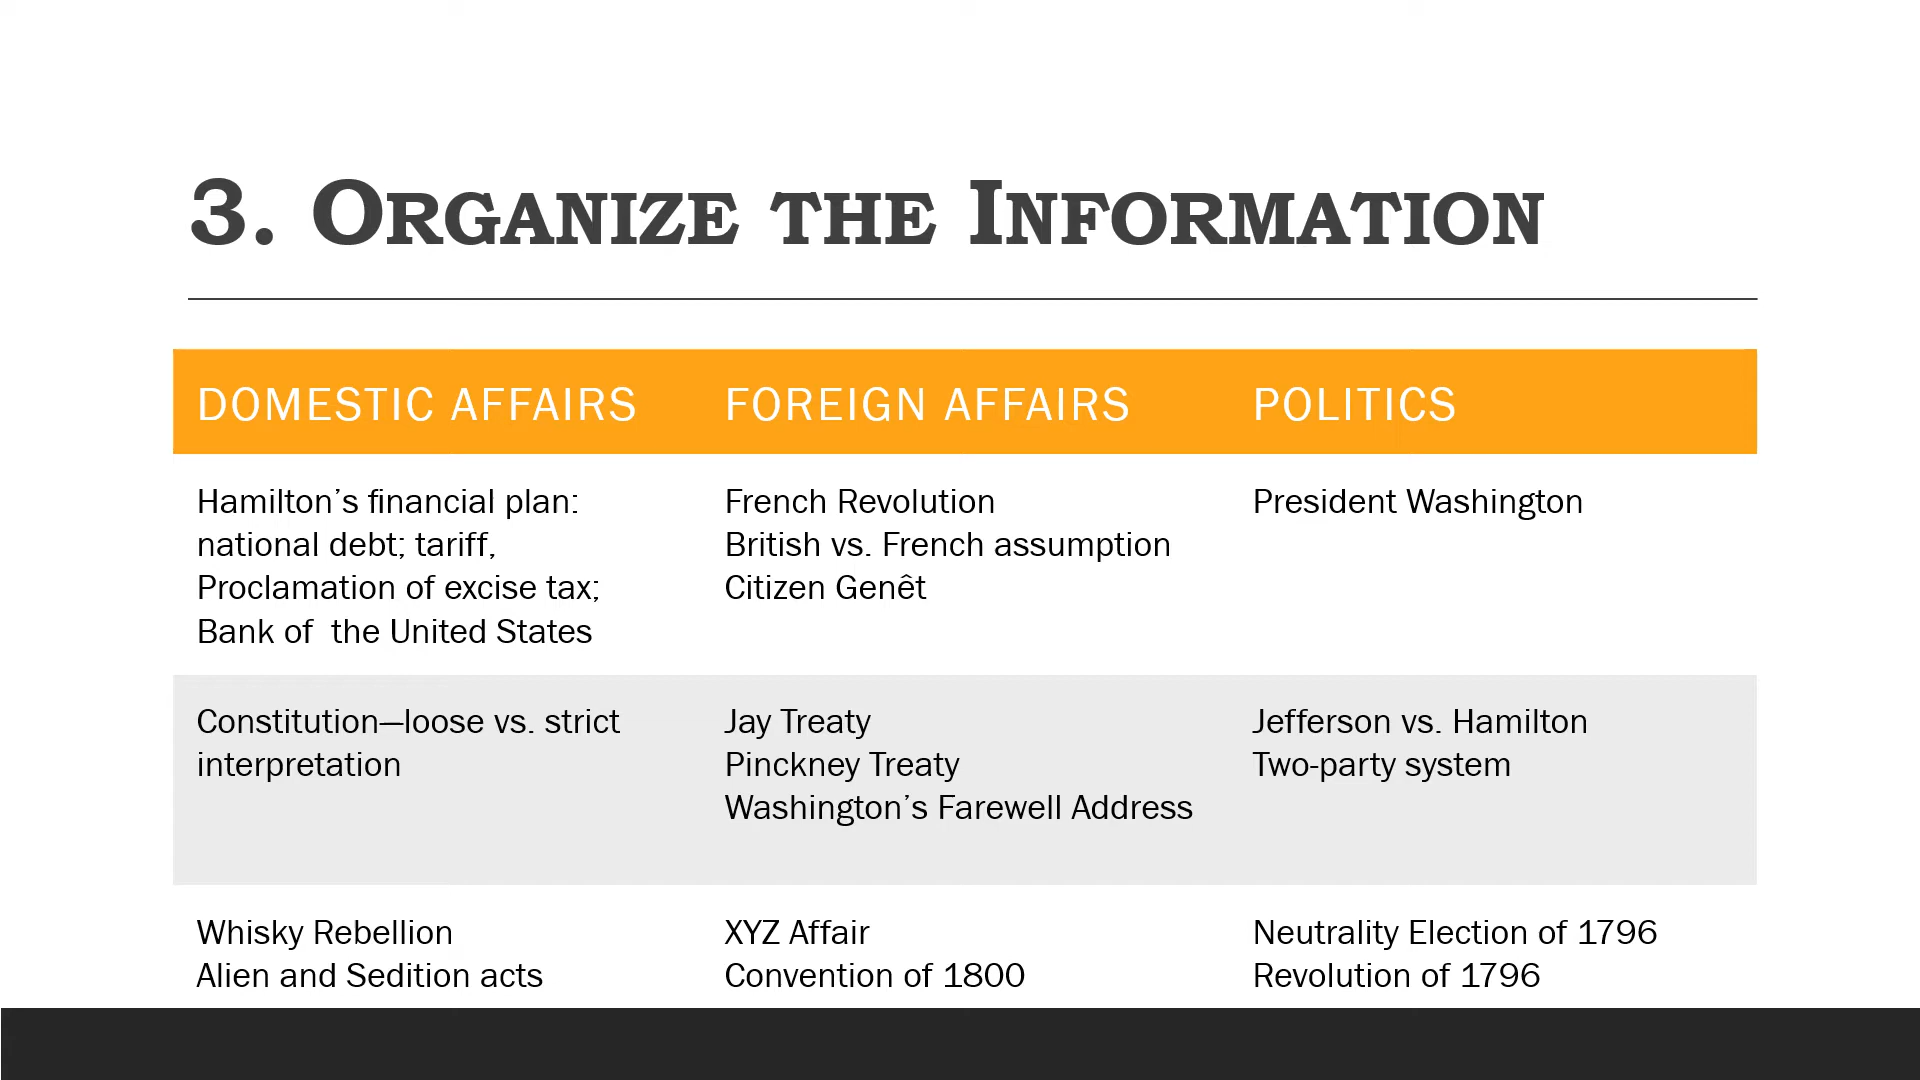 3. ORGANIZE THE INFORMATION
DOMESTIC AFFAIRS FOREIGN AFFAIRS POLITICS
Hamilton’s financial plan:
national debt; tariff,
Proclamation of excise tax;
Bank of  the United States
French Revolution
British vs. French assumption
Citizen Genêt
President Washington
Constitution—loose vs. strict
interpretation
Jay Treaty
Pinckney Treaty
Washington’s Farewell Address
Jefferson vs. Hamilton
Two-party system
Whisky Rebellion
Alien and Sedition acts
XYZ Affair
Convention of 1800
Neutrality Election of 1796
Revolution of 1796